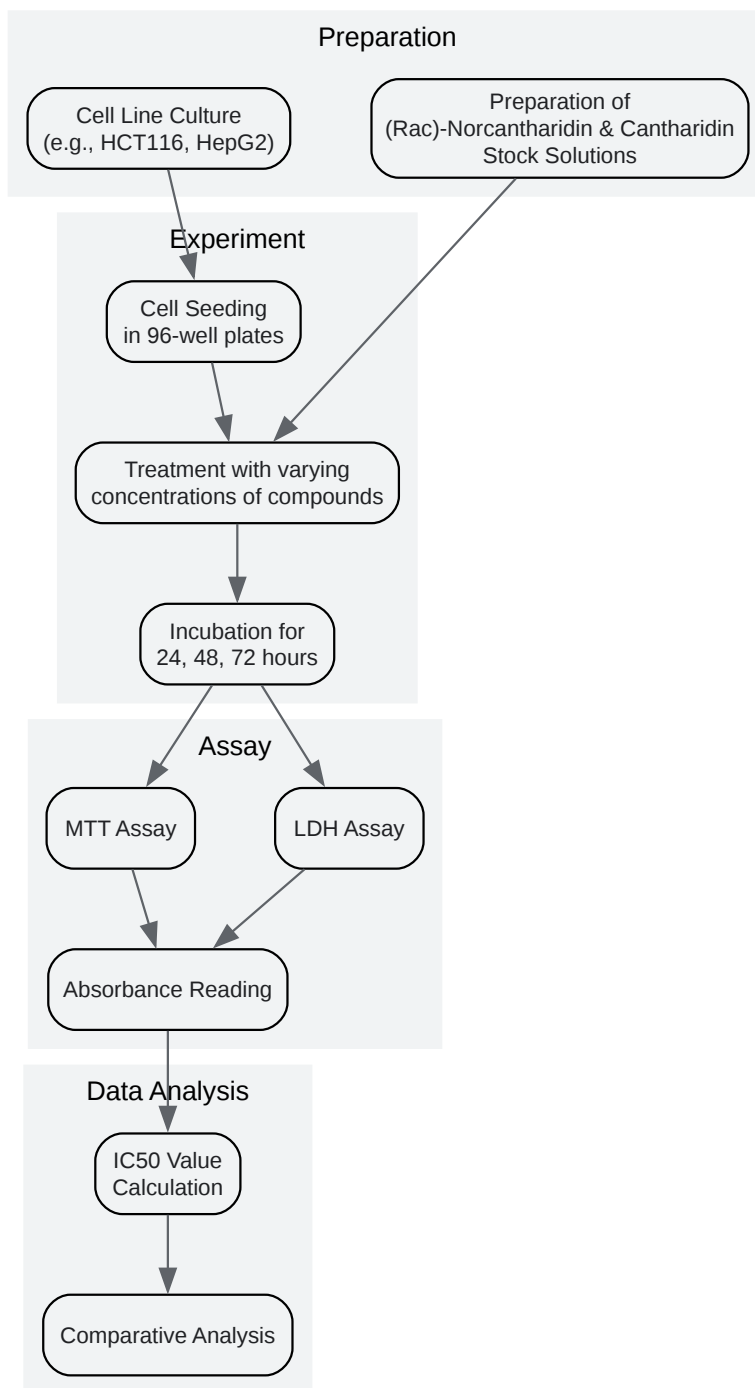 Preparation
Cell Line Culture
(e.g., HCT116, HepG2)
Preparation of
(Rac)-Norcantharidin & Cantharidin
Stock Solutions
Experiment
Cell Seeding
in 96-well plates
Treatment with varying
concentrations of compounds
Incubation for
24, 48, 72 hours
Assay
MTT Assay
LDH Assay
Absorbance Reading
Data Analysis
IC50 Value
Calculation
Comparative Analysis